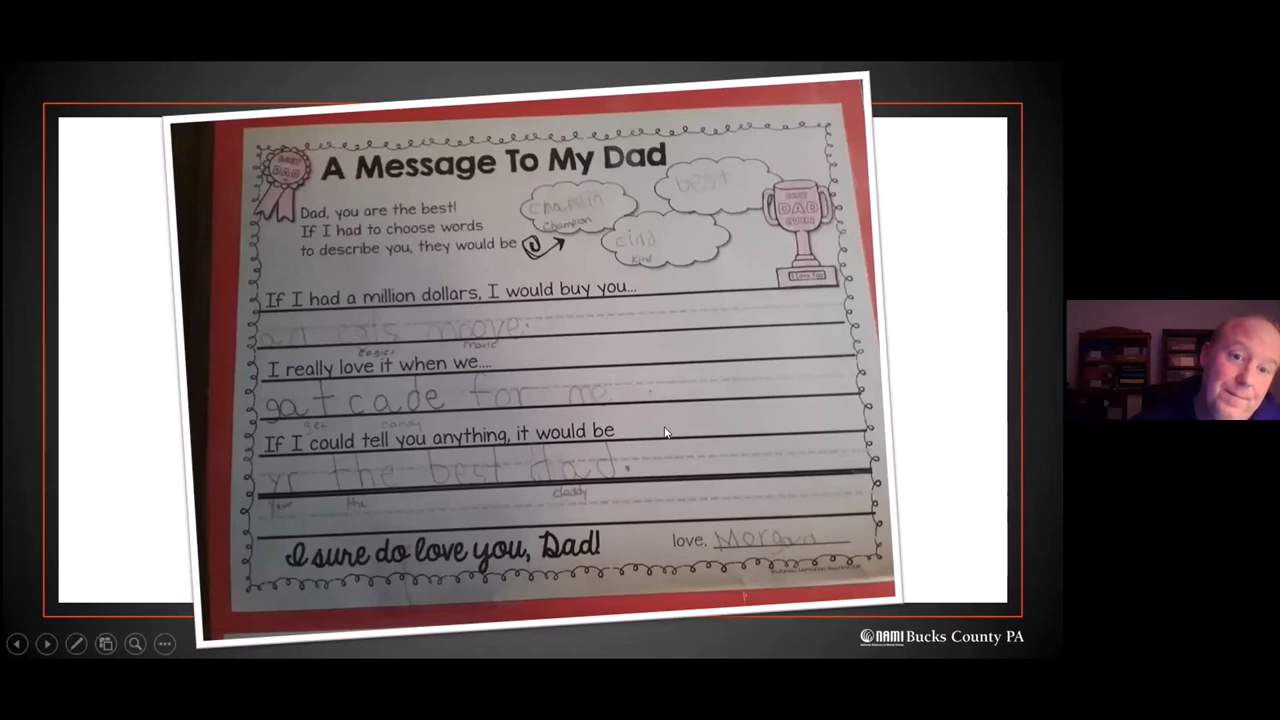 A Message To My Dad
BEST DAD
Dad, you are the best!
If I had to choose words
to describe you, they would be
Champion
best
cind
Kind
BEST DAD EVER
I Love You
If I had a million dollars, I would buy you...
eals moove.
eagles movie
I really love it when we....
gat cade for me.
get candy
If I could tell you anything, it would be
yr the best dad.
your the daddy
I sure do love you, Dad!
love, Morgan
NAMI Bucks County PA